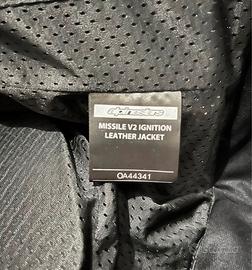 alpinestars
MISSILE V2 IGNITION
LEATHER JACKET
OA44341